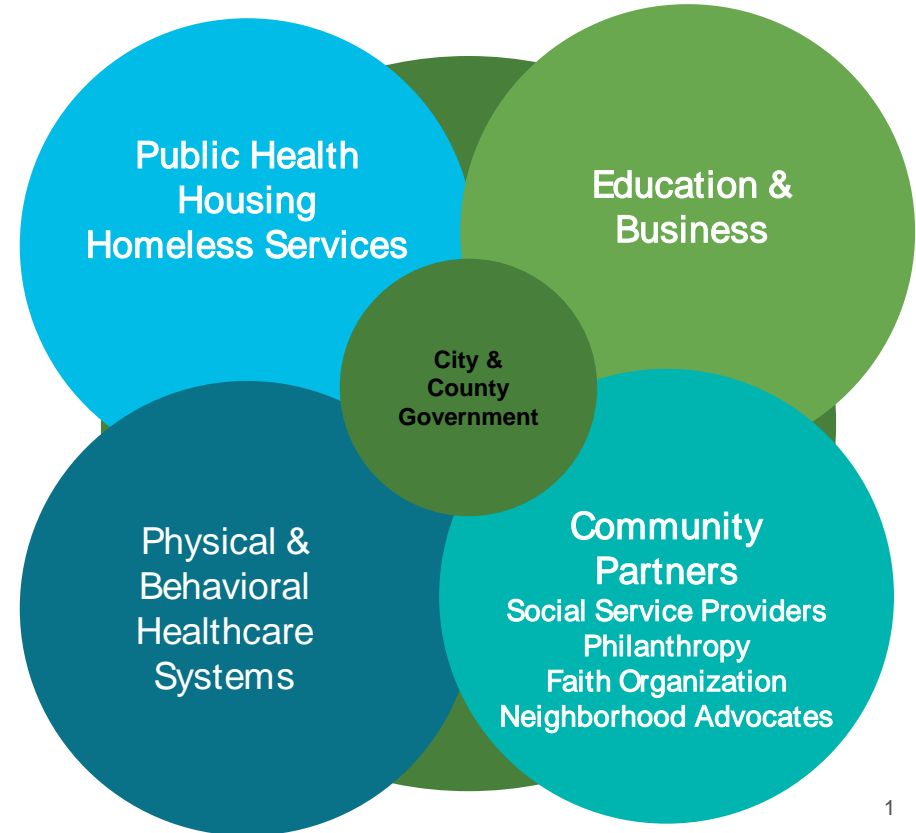 Public Health
Housing
Homeless Services
Education &
Business
City &
County
Government
Physical &
Behavioral
Healthcare
Systems
Community
Partners
Social Service Providers
Philanthropy
Faith Organization
Neighborhood Advocates
1